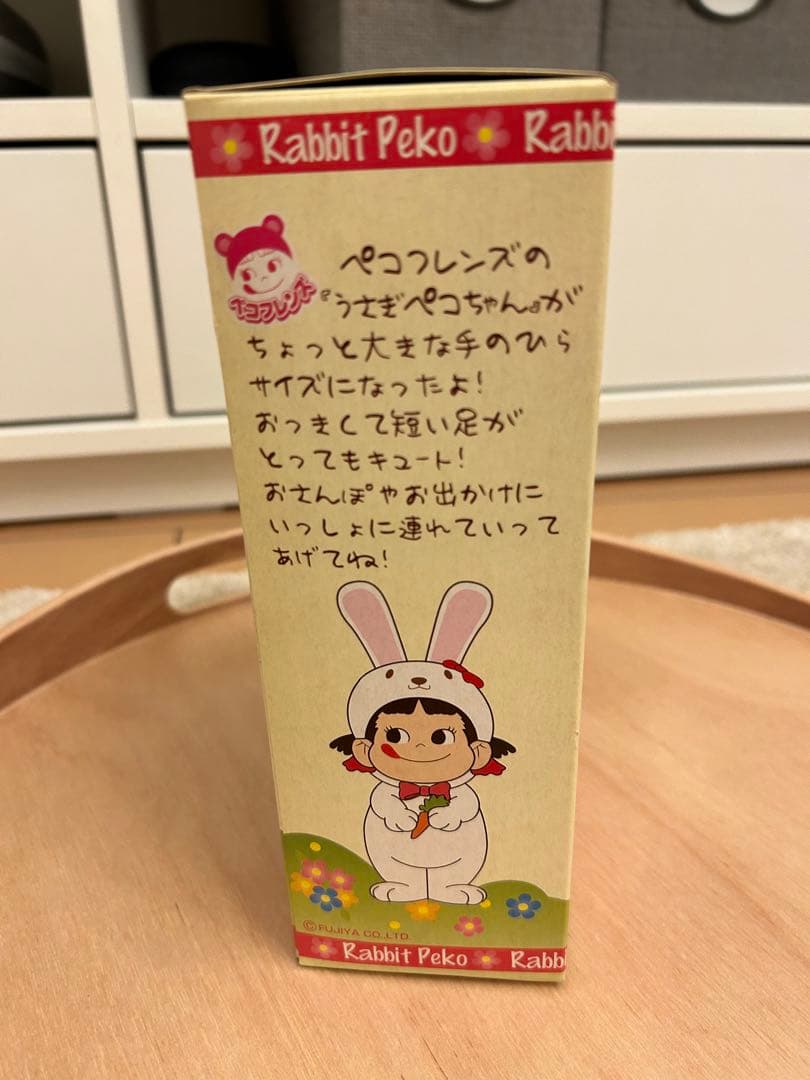 Rabbit Peko Rabb
ペコフレンズ
ペコフレンズの
『うさぎペコちゃん』が
ちょっと大きな手のひら
サイズになったよ!
おっきくて短い足が
とってもキュート!
おさんぽやお出かけに
いっしょに連れていって
あげてね!
©FUJIYA CO.,LTD.
Rabbit Peko Rabb